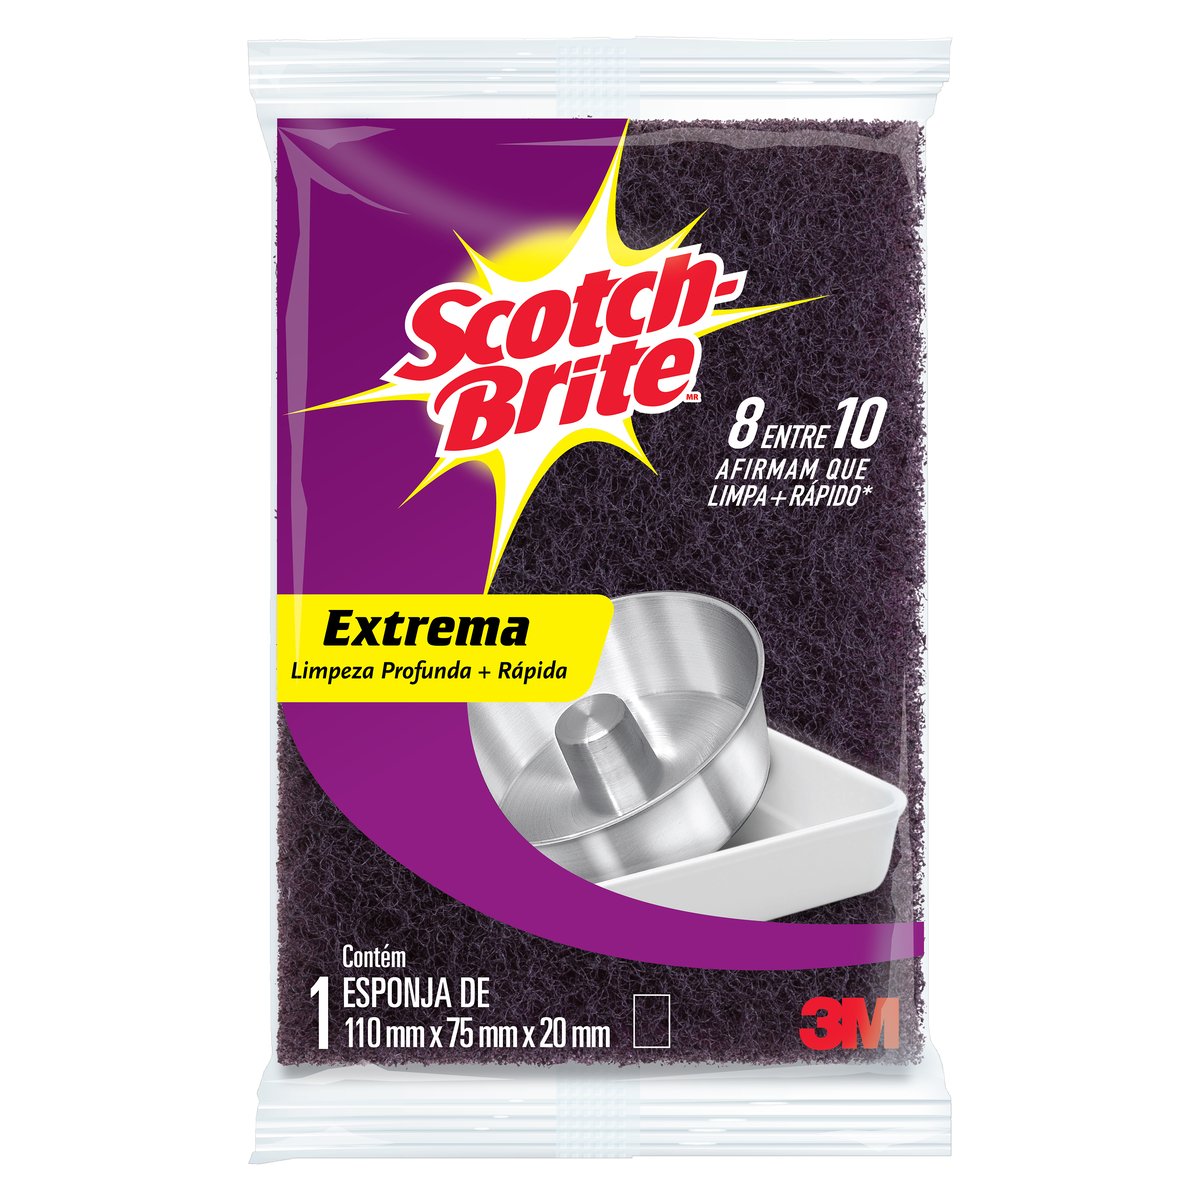 Scotch-
Brite
MR
8 ENTRE 10
AFIRMAM QUE
LIMPA+RÁPIDO*
Extrema
Limpeza Profunda + Rápida
Contém
1 ESPONJA DE
110 mm x 75 mm x 20 mm
3M